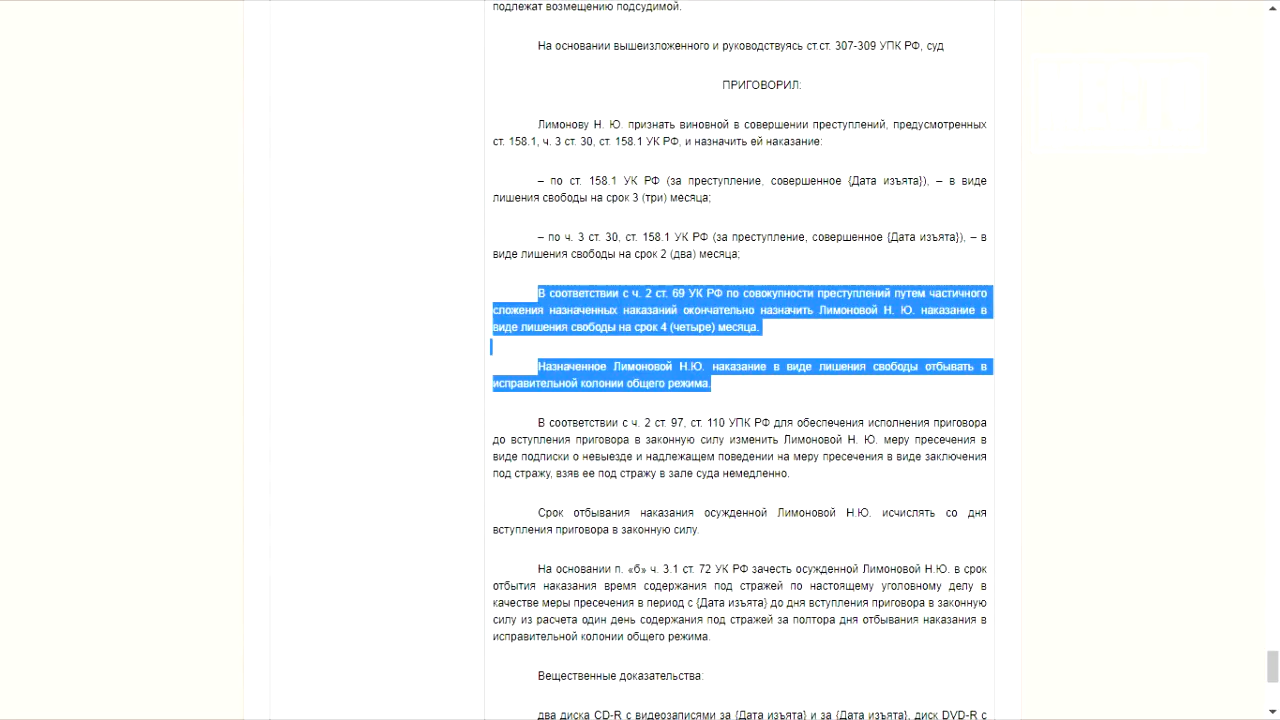 подлежат возмещению подсудимой.
На основании вышеизложенного и руководствуясь ст.ст. 307-309 УПК РФ, суд
ПРИГОВОРИЛ:
Лимонову Н. Ю. признать виновной в совершении преступлений, предусмотренных
ст. 158.1, ч. 3 ст. 30, ст. 158.1 УК РФ, и назначить ей наказание:
– по ст. 158.1 УК РФ (за преступление, совершенное {Дата изъята}), – в виде
лишения свободы на срок 3 (три) месяца;
– по ч. 3 ст. 30, ст. 158.1 УК РФ (за преступление, совершенное {Дата изъята}), – в
виде лишения свободы на срок 2 (два) месяца;
В соответствии с ч. 2 ст. 69 УК РФ по совокупности преступлений путем частичного
сложения назначенных наказаний окончательно назначить Лимоновой Н. Ю. наказание в
виде лишения свободы на срок 4 (четыре) месяца.
Назначенное Лимоновой Н.Ю. наказание в виде лишения свободы отбывать в
исправительной колонии общего режима.
В соответствии с ч. 2 ст. 97, ст. 110 УПК РФ для обеспечения исполнения приговора
до вступления приговора в законную силу изменить Лимоновой Н. Ю. меру пресечения в
виде подписки о невыезде и надлежащем поведении на меру пресечения в виде заключения
под стражу, взяв ее под стражу в зале суда немедленно.
Срок отбывания наказания осужденной Лимоновой Н.Ю. исчислять со дня
вступления приговора в законную силу.
На основании п. «б» ч. 3.1 ст. 72 УК РФ зачесть осужденной Лимоновой Н.Ю. в срок
отбытия наказания время содержания под стражей по настоящему уголовному делу в
качестве меры пресечения в период с {Дата изъята} до дня вступления приговора в законную
силу из расчета один день содержания под стражей за полтора дня отбывания наказания в
исправительной колонии общего режима.
Вещественные доказательства:
два диска CD-R с видеозаписями за {Дата изъята} и за {Дата изъята}, диск DVD-R с